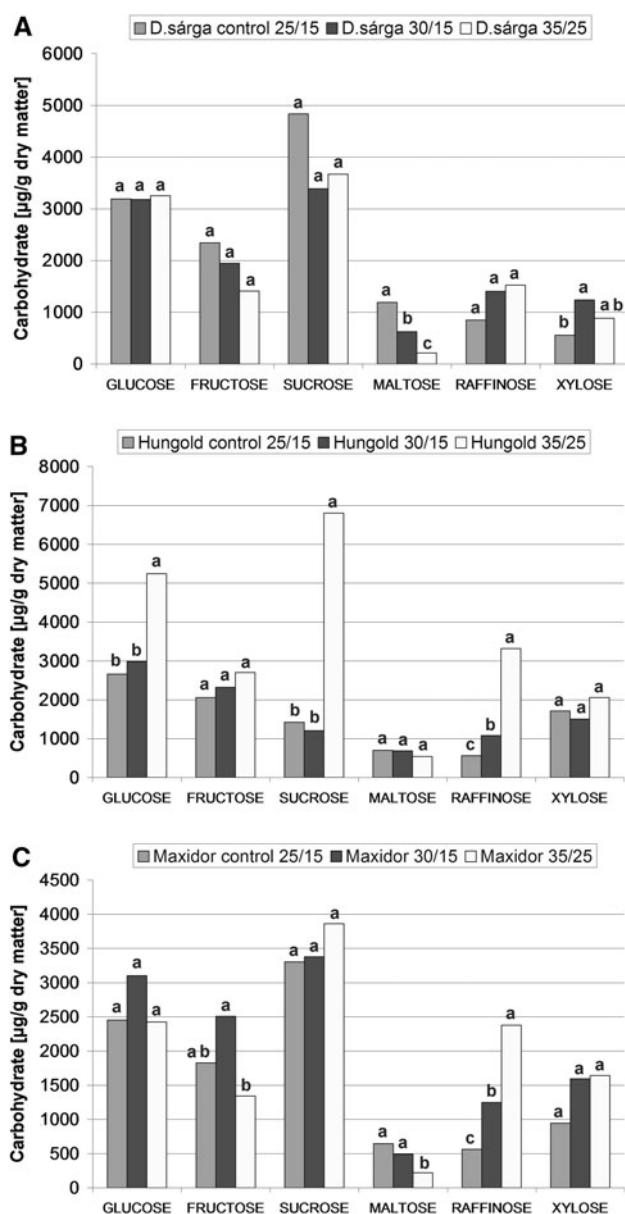 A
D.sárga control 25/15 D.sárga 30/15 D.sárga 35/25
Carbohydrate [µg/g dry matter]
6000
5000
4000
3000
2000
1000
0
a a a a a a a a a a b c a a a b a a b
GLUCOSE FRUCTOSE SUCROSE MALTOSE RAFFINOSE XYLOSE
B
Hungold control 25/15 Hungold 30/15 Hungold 35/25
Carbohydrate [µg/g dry matter]
8000
7000
6000
5000
4000
3000
2000
1000
0
b b a a a a b b a a a a c b a a a a
GLUCOSE FRUCTOSE SUCROSE MALTOSE RAFFINOSE XYLOSE
C
Maxidor control 25/15 Maxidor 30/15 Maxidor 35/25
Carbohydrate [µg/g dry matter]
4500
4000
3500
3000
2500
2000
1500
1000
500
0
a a a a b a b a a a a a b c b a a a a
GLUCOSE FRUCTOSE SUCROSE MALTOSE RAFFINOSE XYLOSE